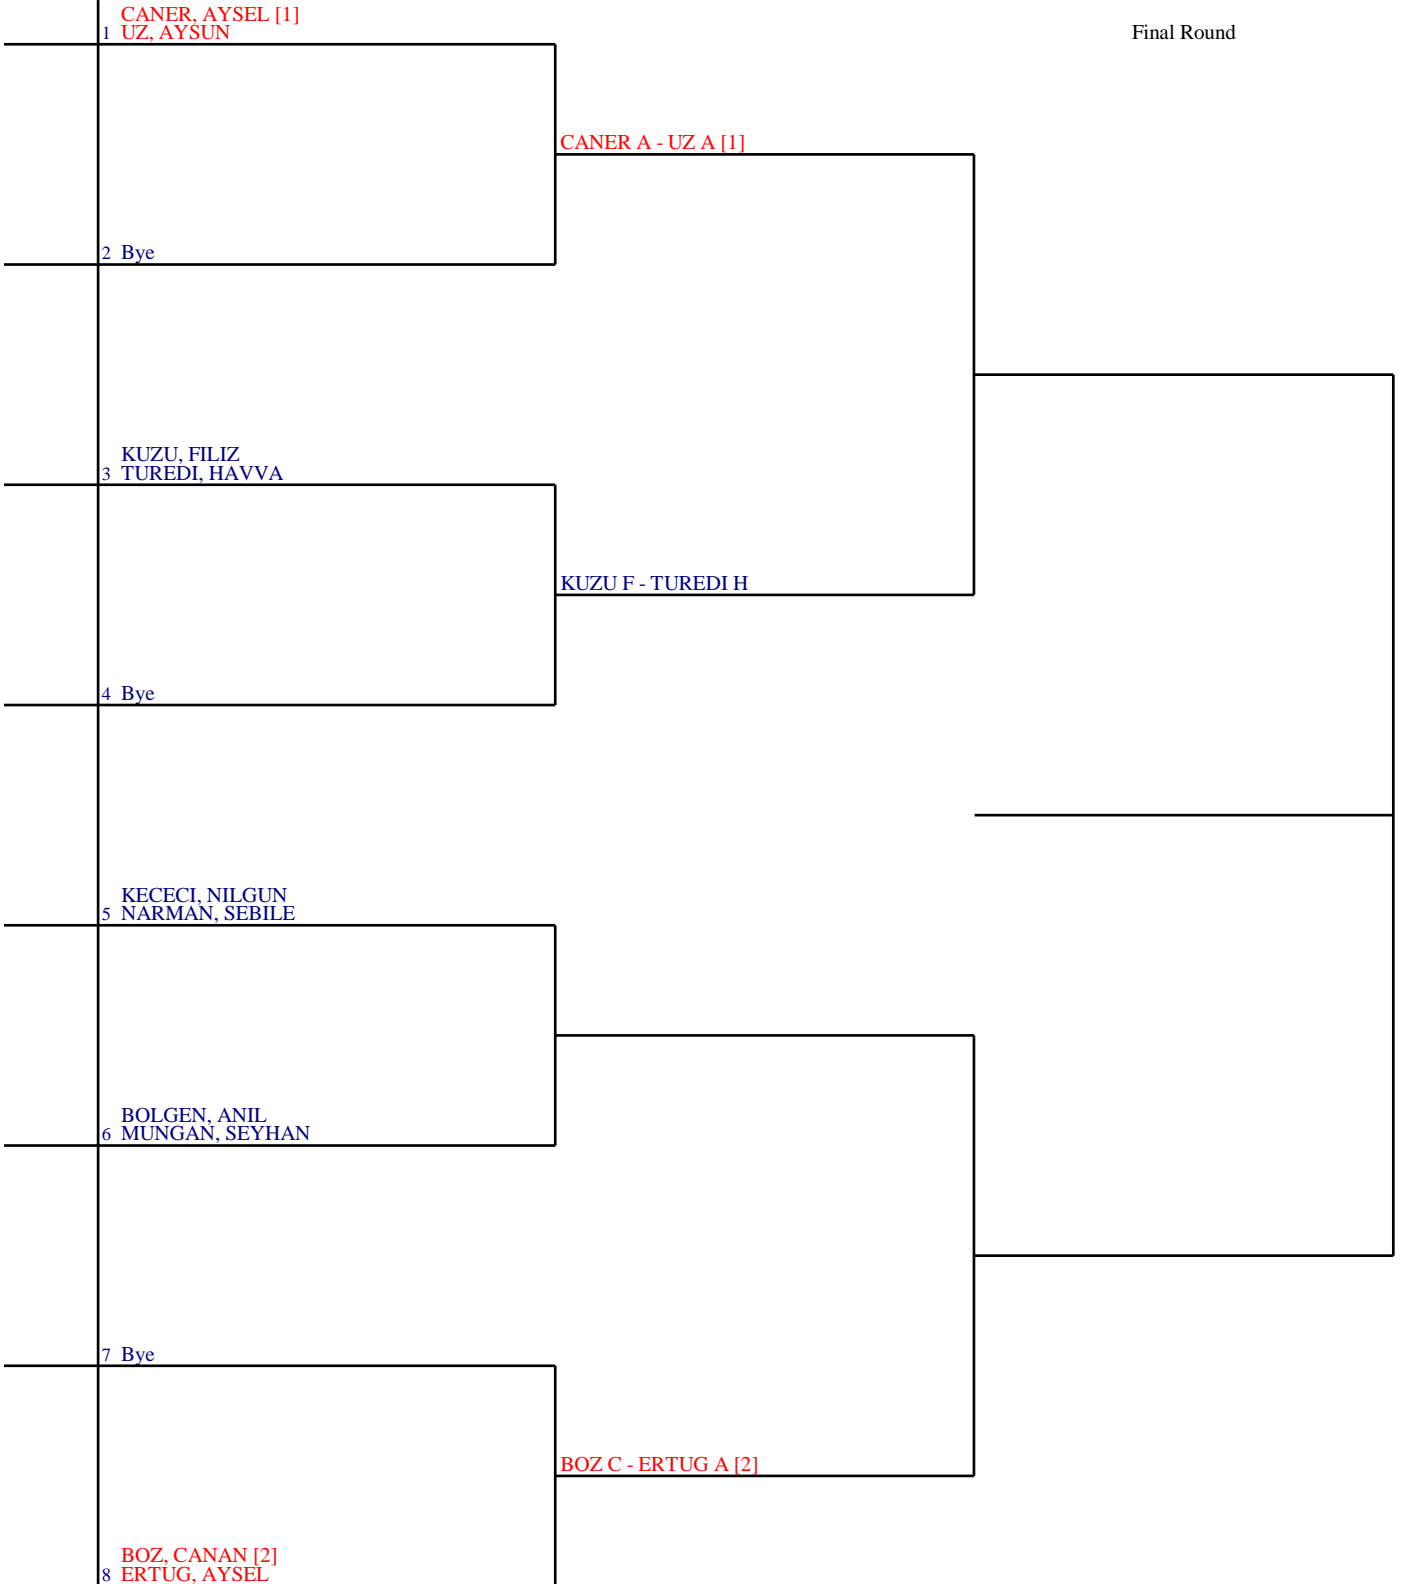 CANER, AYSEL [1]
1 UZ, AYSUN
Final Round
CANER A - UZ A [1]
2 Bye
KUZU, FILIZ
3 TUREDI, HAVVA
KUZU F - TUREDI H
4 Bye
KECECI, NILGUN
5 NARMAN, SEBILE
BOLGEN, ANIL
6 MUNGAN, SEYHAN
7 Bye
BOZ C - ERTUG A [2]
BOZ, CANAN [2]
8 ERTUG, AYSEL